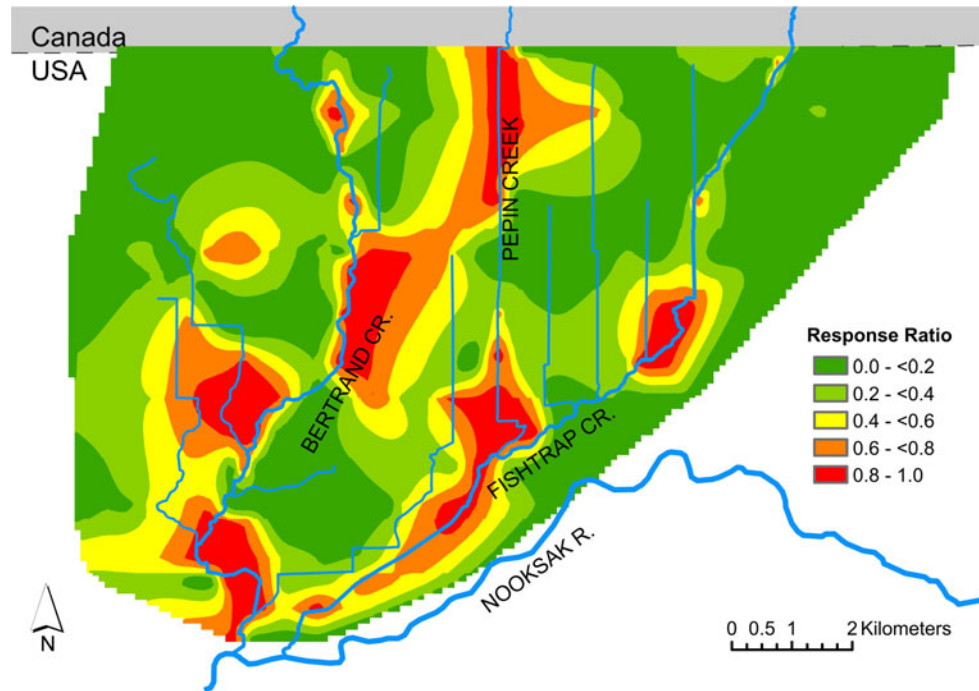 Canada
USA
PEPIN CREEK
BERTRAND CR.
FISHTRAP CR.
NOOKSAK R.
Response Ratio
0.0 - <0.2
0.2 - <0.4
0.4 - <0.6
0.6 - <0.8
0.8 - 1.0
N
0 0.5 1 2 Kilometers